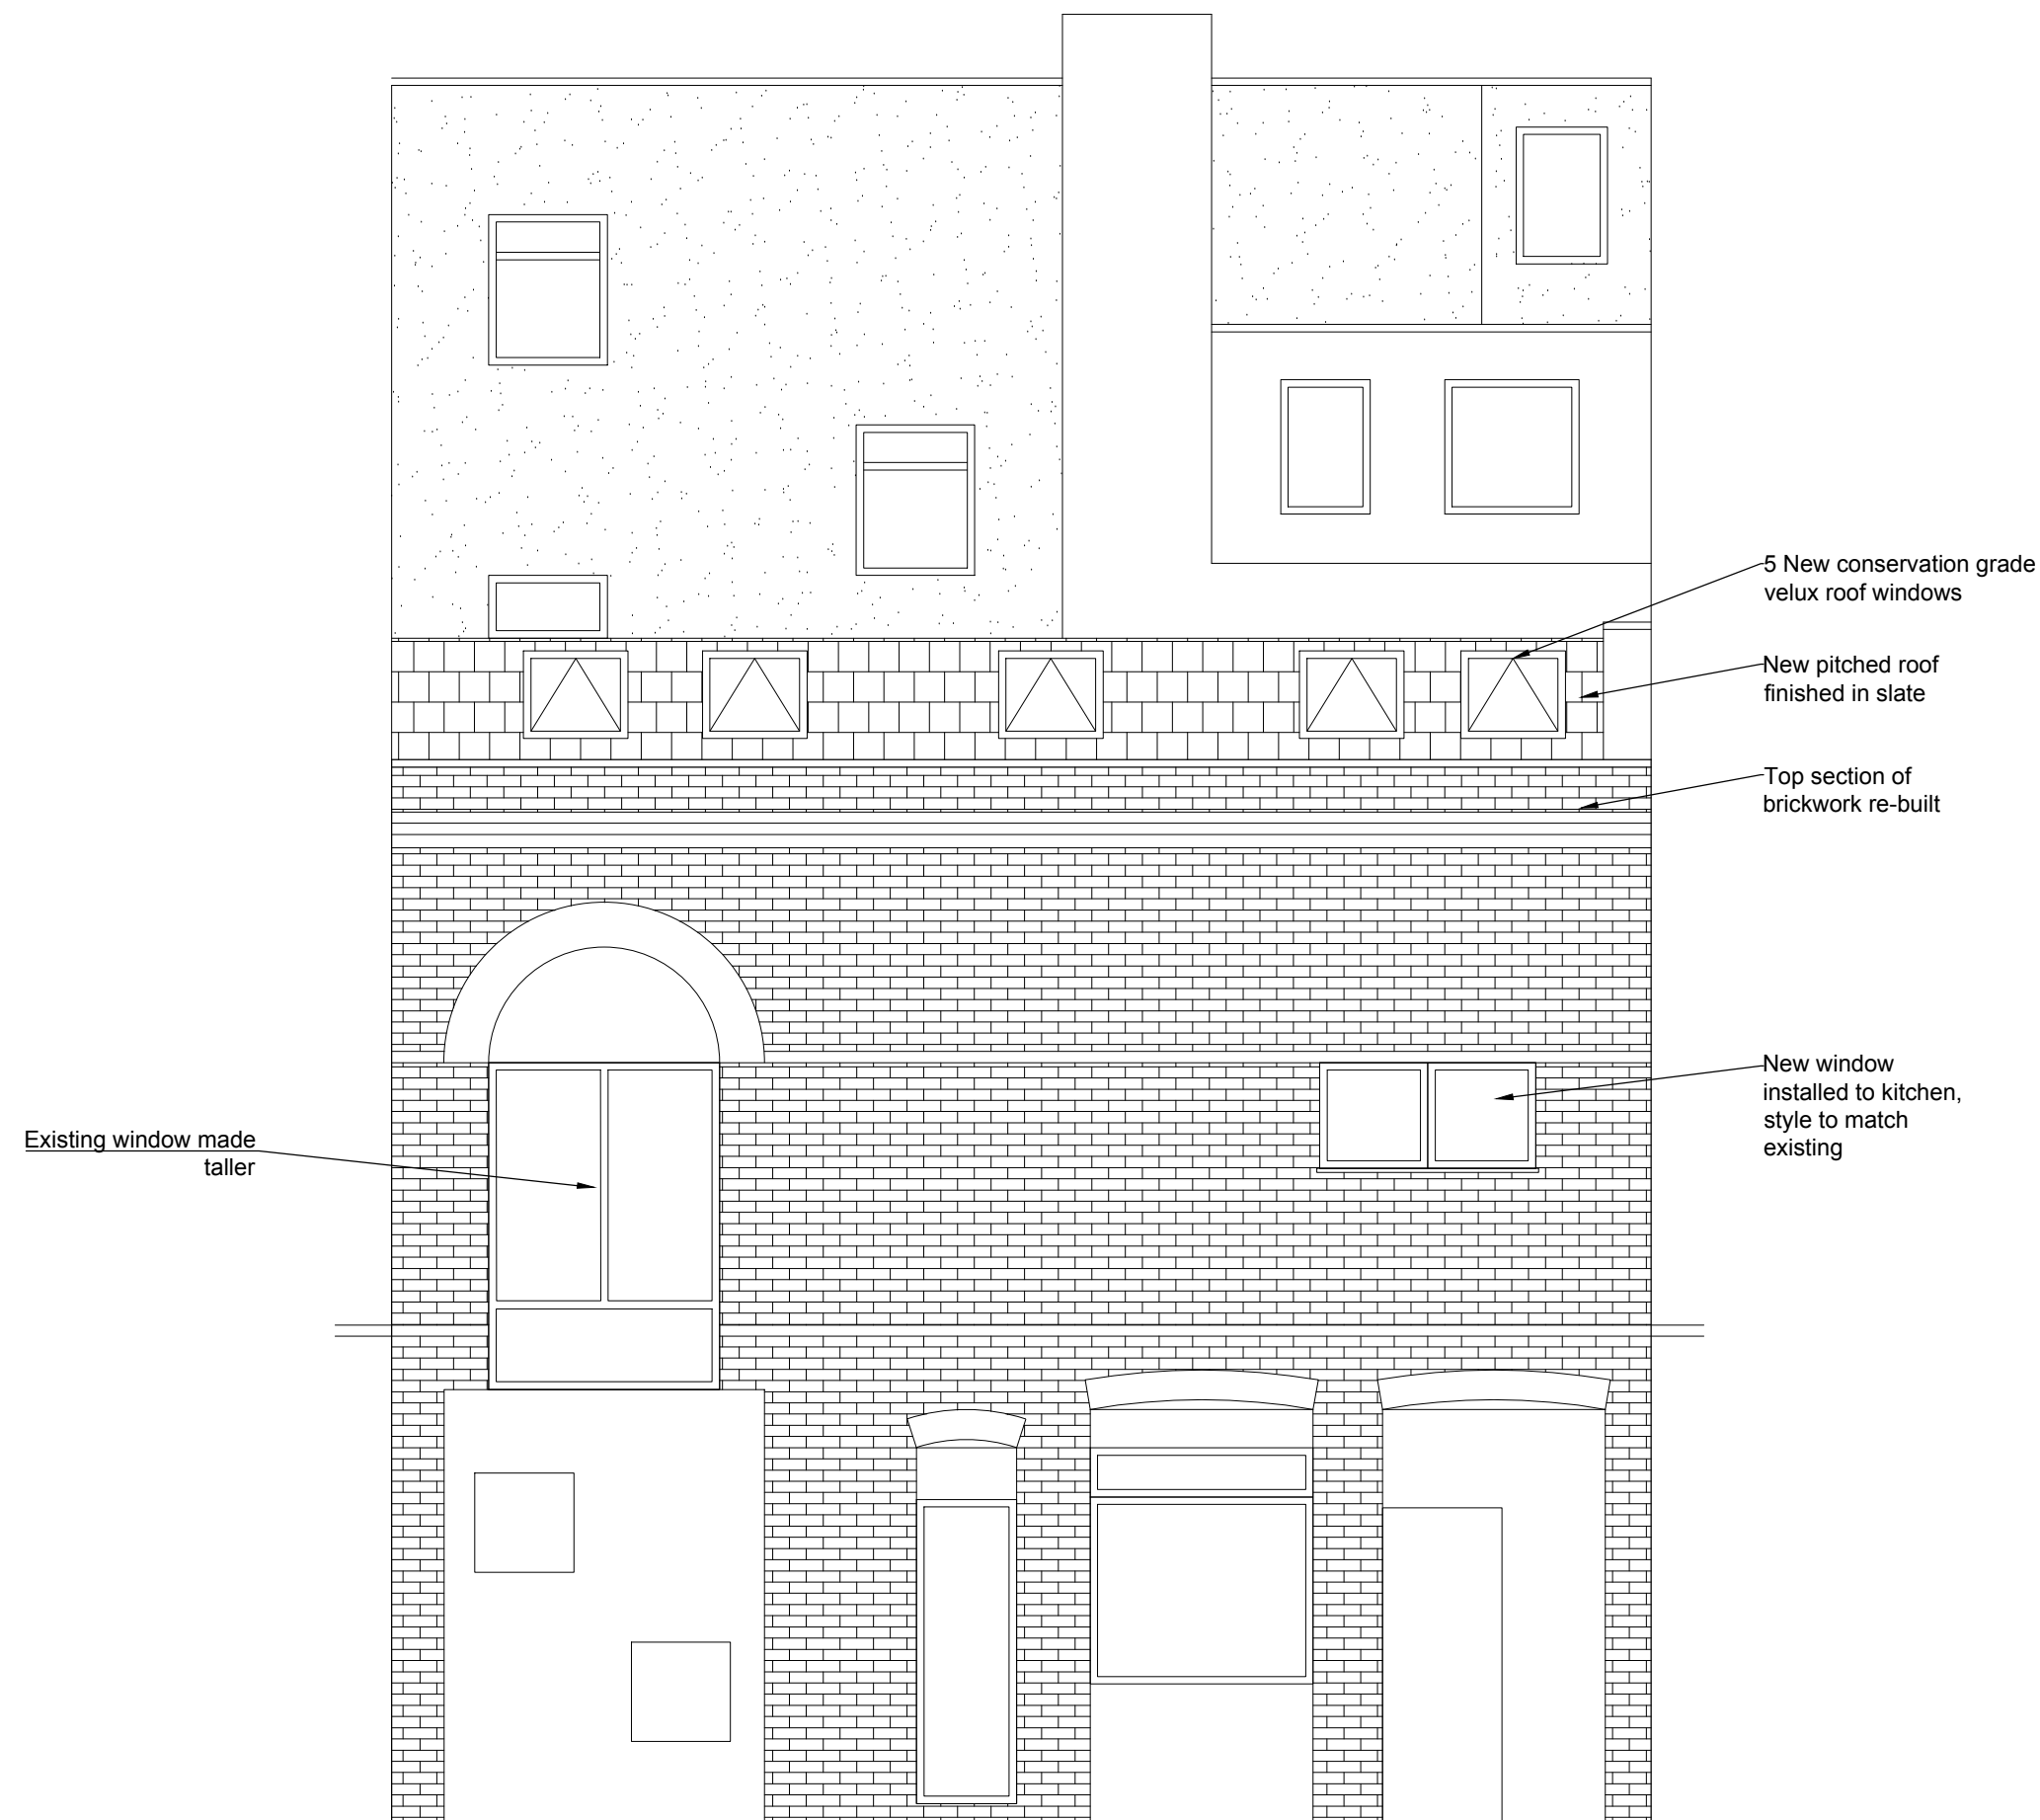 5 New conservation grade
velux roof windows
New pitched roof
finished in slate
Top section of
brickwork re-built
New window
installed to kitchen,
style to match
existing
Existing window made
taller